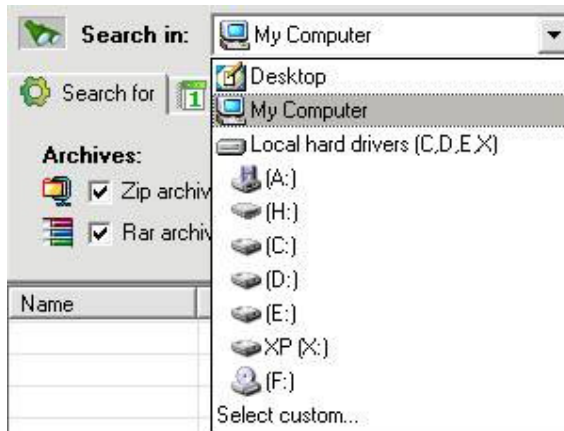 Search in:
My Computer
Desktop
Search for
1
My Computer
Local hard drivers (C,D,E,X)
Archives:
(A:)
Zip archiv
(H:)
Rar archiv
(C:)
(D:)
Name
(E:)
XP (X:)
(F:)
Select custom...